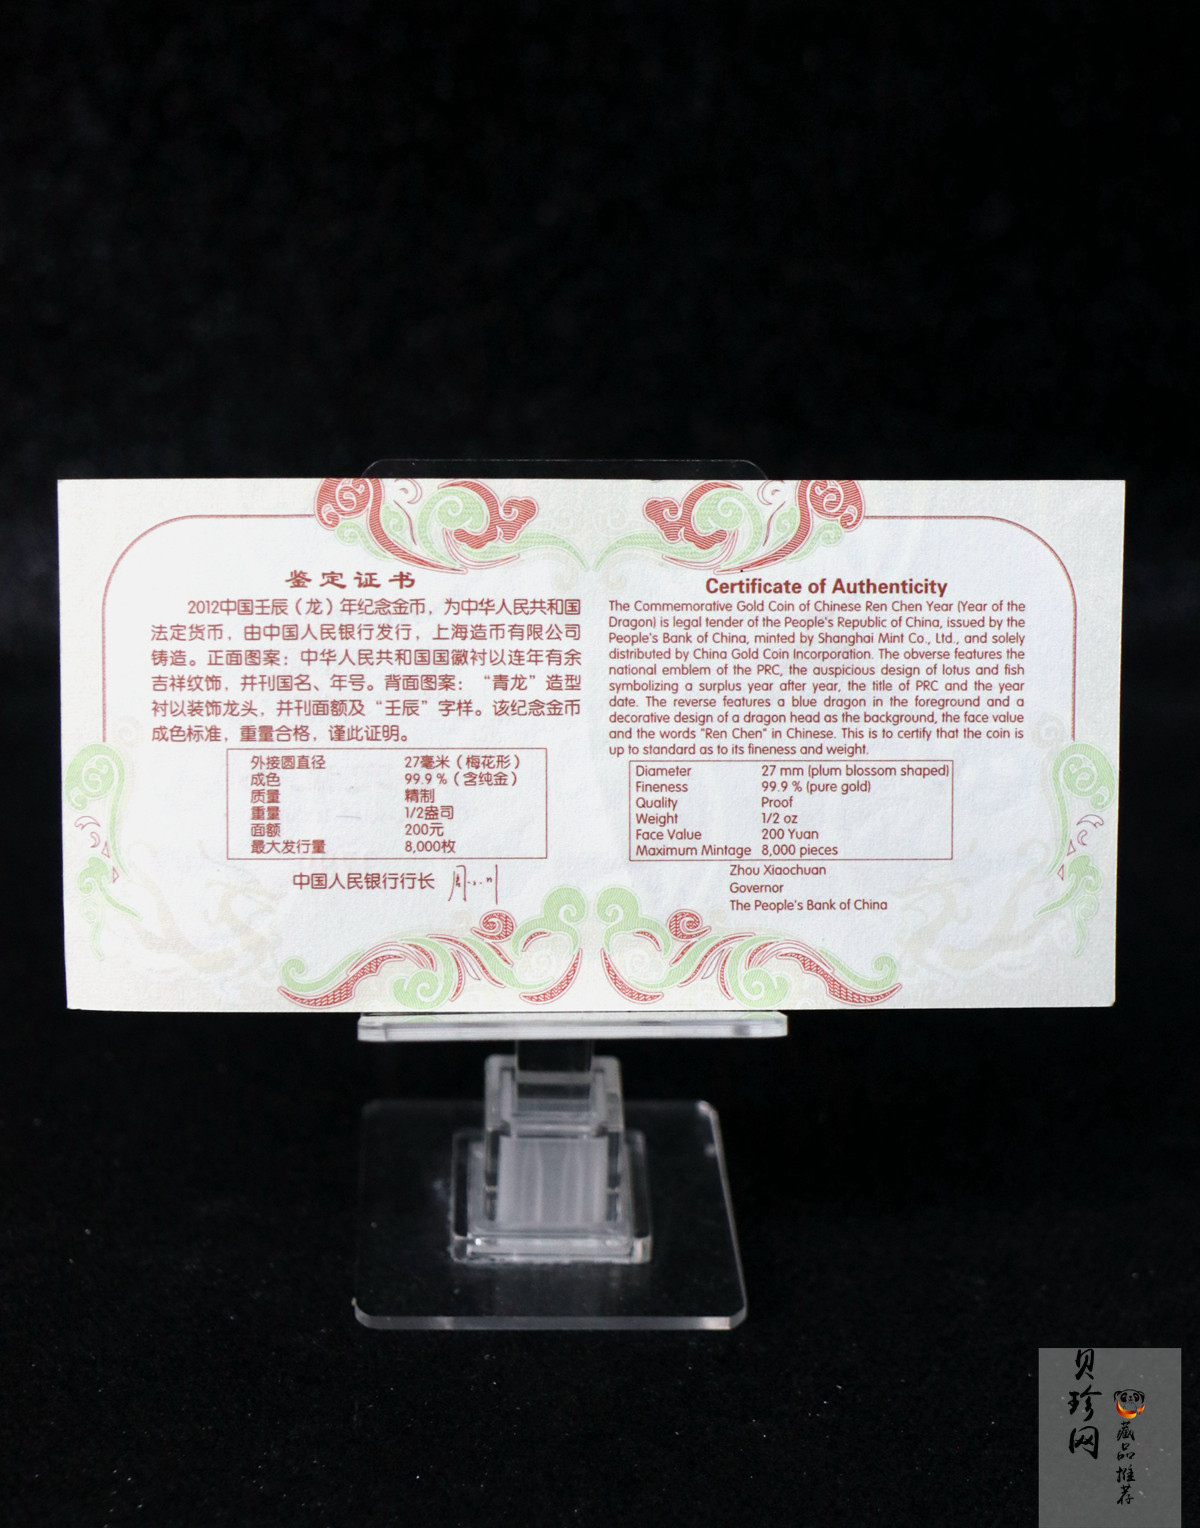 鉴定证书
2012中国壬辰（龙）年纪念金币，为中华人民共和国
法定货币，由中国人民银行发行，上海造币有限公司
铸造。正面图案：中华人民共和国国徽衬以连年有余
吉祥纹饰，并刊国名、年号。背面图案：“青龙”造型
衬以装饰龙头，并刊面额及“壬辰”字样。该纪念金币
成色标准，重量合格，谨此证明。
外接圆直径 27毫米（梅花形）
成色 99.9％（含纯金）
质量 精制
重量 1/2盎司
面额 200元
最大发行量 8,000枚
中国人民银行行长
Certificate of Authenticity
The Commemorative Gold Coin of Chinese Ren Chen Year (Year of the
Dragon) is legal tender of the People's Republic of China, issued by the
People's Bank of China, minted by Shanghai Mint Co., Ltd., and solely
distributed by China Gold Coin Incorporation. The obverse features the
national emblem of the PRC, the auspicious design of lotus and fish
symbolizing a surplus year after year, the title of PRC and the year
date. The reverse features a blue dragon in the foreground and a
decorative design of a dragon head as the background, the face value
and the words "Ren Chen" in Chinese. This is to certify that the coin is
up to standard as to its fineness and weight.
Diameter 27 mm (plum blossom shaped)
Fineness 99.9 % (pure gold)
Quality Proof
Weight 1/2 oz
Face Value 200 Yuan
Maximum Mintage 8,000 pieces
Zhou Xiaochuan
Governor
The People's Bank of China
贝珍网
藏品推荐